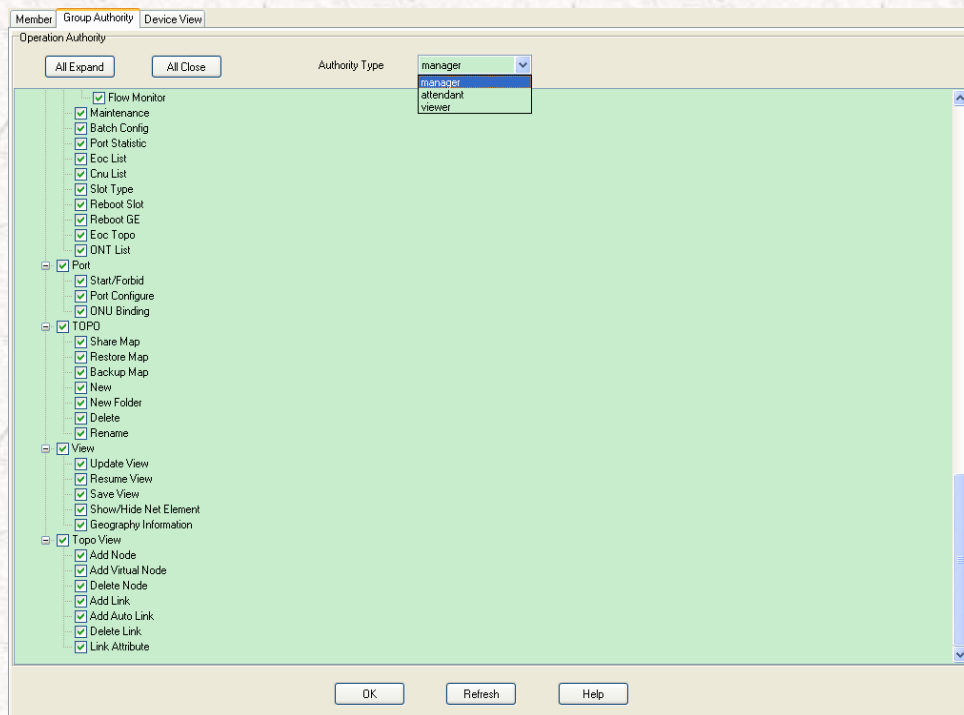 Member Group Authority Device View
Operation Authority
All Expand All Close Authority Type manager
manager
attendant
viewer
Flow Monitor
Maintenance
Batch Config
Port Statistic
Eoc List
Cnu List
Slot Type
Reboot Slot
Reboot GE
Eoc Topo
ONT List
Port
Start/Forbid
Port Configure
ONU Binding
TOPO
Share Map
Restore Map
Backup Map
New
New Folder
Delete
Rename
View
Update View
Resume View
Save View
Show/Hide Net Element
Geography Information
Topo View
Add Node
Add Virtual Node
Delete Node
Add Link
Add Auto Link
Delete Link
Link Attribute
OK Refresh Help